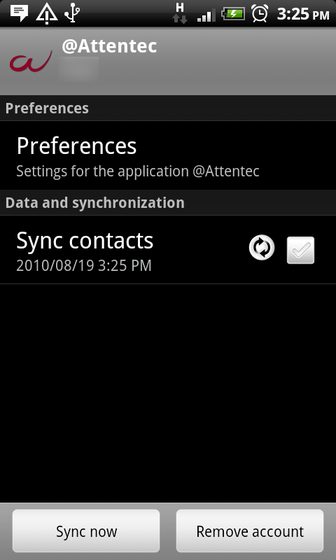 H
3:25 PM
@Attentec
Preferences
Preferences
Settings for the application @Attentec
Data and synchronization
Sync contacts
2010/08/19 3:25 PM
Sync now
Remove account